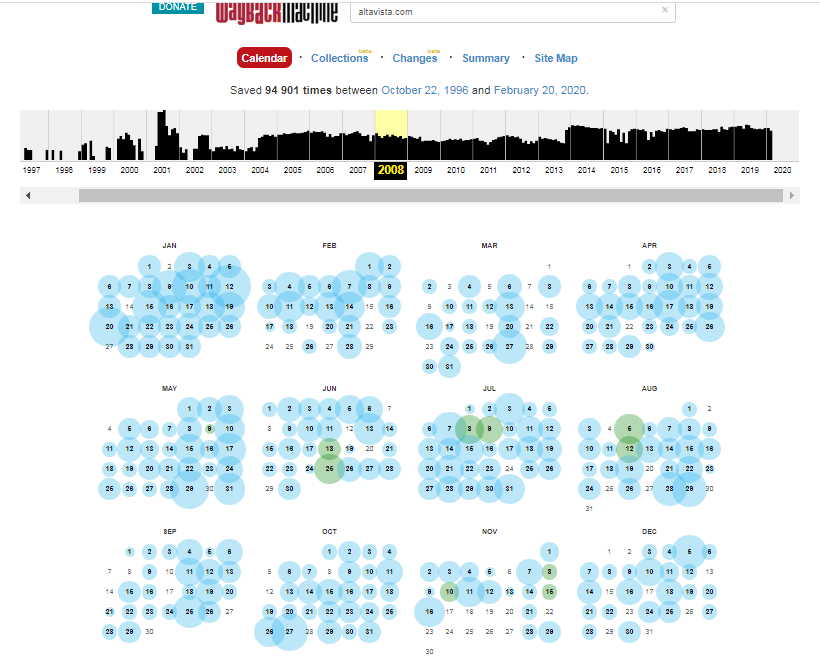 DONATE
WayBackMachine
altavista.com ×
Calendar · Collections beta · Changes beta · Summary · Site Map
Saved 94 901 times between October 22, 1996 and February 20, 2020.
1997 1998 1999 2000 2001 2002 2003 2004 2005 2006 2007 2008 2009 2010 2011 2012 2013 2014 2015 2016 2017 2018 2019 2020
JAN FEB MAR APR
1 2 3 4 5 1 2 1 1 2 3 4 5
6 7 8 9 10 11 12 3 4 5 6 7 8 9 2 3 4 5 6 7 8 6 7 8 9 10 11 12
13 14 15 16 17 18 19 10 11 12 13 14 15 16 9 10 11 12 13 14 15 13 14 15 16 17 18 19
20 21 22 23 24 25 26 17 18 19 20 21 22 23 16 17 18 19 20 21 22 20 21 22 23 24 25 26
27 28 29 30 31 24 25 26 27 28 29 23 24 25 26 27 28 29 27 28 29 30
30 31
MAY JUN JUL AUG
1 2 3 1 2 3 4 5 6 7 1 2 3 4 5 1 2
4 5 6 7 8 9 10 8 9 10 11 12 13 14 6 7 8 9 10 11 12 3 4 5 6 7 8 9
11 12 13 14 15 16 17 15 16 17 18 19 20 21 13 14 15 16 17 18 19 10 11 12 13 14 15 16
18 19 20 21 22 23 24 22 23 24 25 26 27 28 20 21 22 23 24 25 26 17 18 19 20 21 22 23
25 26 27 28 29 30 31 29 30 27 28 29 30 31 24 25 26 27 28 29 30
31
SEP OCT NOV DEC
1 2 3 4 5 6 1 2 3 4 1 1 2 3 4 5 6
7 8 9 10 11 12 13 5 6 7 8 9 10 11 2 3 4 5 6 7 8 7 8 9 10 11 12 13
14 15 16 17 18 19 20 12 13 14 15 16 17 18 9 10 11 12 13 14 15 14 15 16 17 18 19 20
21 22 23 24 25 26 27 19 20 21 22 23 24 25 16 17 18 19 20 21 22 21 22 23 24 25 26 27
28 29 30 26 27 28 29 30 31 23 24 25 26 27 28 29 28 29 30 31
30